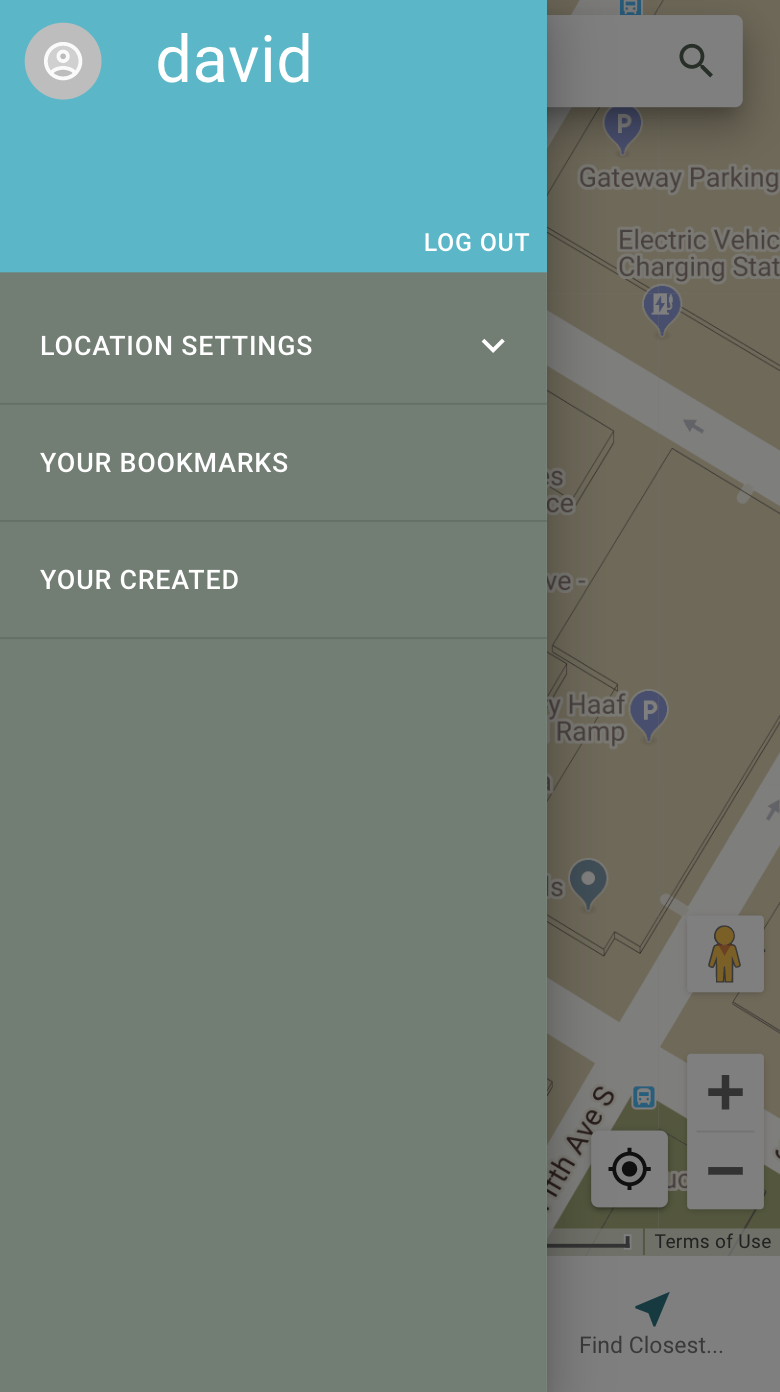 david
LOG OUT
LOCATION SETTINGS
YOUR BOOKMARKS
YOUR CREATED
P
Gateway Parking
Electric Vehic
Charging Stat
es
ce
ve -
y Haaf
Ramp
P
a
ls
ifth Ave S
Terms of Use
Find Closest...